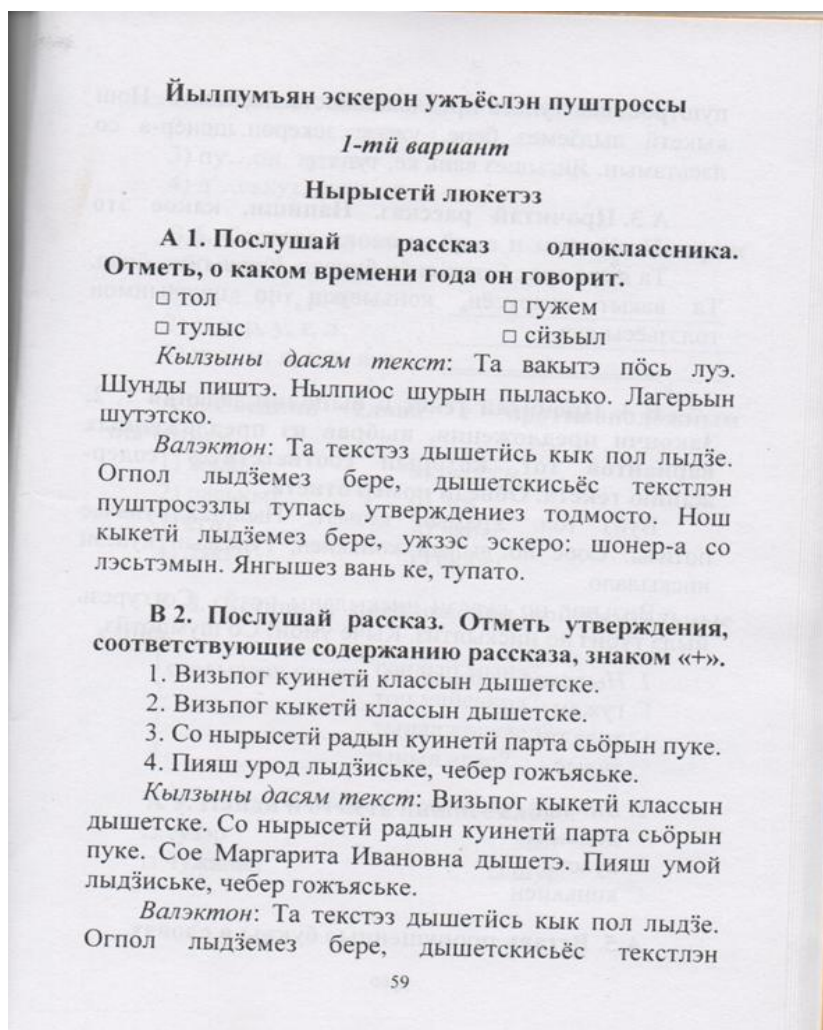 Йылпумъян эскерон ужъёслэн пуштроссы
1-тӥ вариант
Нырысетӥ люкетэз
А 1. Послушай рассказ одноклассника.
Отметь, о каком времени года он говорит.
□ тол □ гужем
□ тулыс □ сӥзьыл
Кылзыны дасям текст: Та вакытэ пӧсь луэ.
Шунды пиштэ. Нылпиос шурын пыласько. Лагерьын
шутэтско.
Валэктон: Та текстэз дышетӥсь кык пол лыдӟе.
Огпол лыдӟемез бере, дышетскисьёс текстлэн
пуштросэзлы тупась утверждениез тодмосто. Нош
кыкетӥ лыдӟемез бере, ужзэс эскеро: шонер-а со
лэсьтэмын. Янгышез вань ке, тупато.
В 2. Послушай рассказ. Отметь утверждения,
соответствующие содержанию рассказа, знаком «+».
1. Визьпог куинетӥ классын дышетске.
2. Визьпог кыкетӥ классын дышетске.
3. Со нырысетӥ радын куинетӥ парта сьӧрын пуке.
4. Пияш урод лыдӟиське, чебер гожъяське.
Кылзыны дасям текст: Визьпог кыкетӥ классын
дышетске. Со нырысетӥ радын куинетӥ парта сьӧрын
пуке. Сое Маргарита Ивановна дышетэ. Пияш умой
лыдӟиське, чебер гожъяське.
Валэктон: Та текстэз дышетӥсь кык пол лыдӟе.
Огпол лыдӟемез бере, дышетскисьёс текстлэн
59